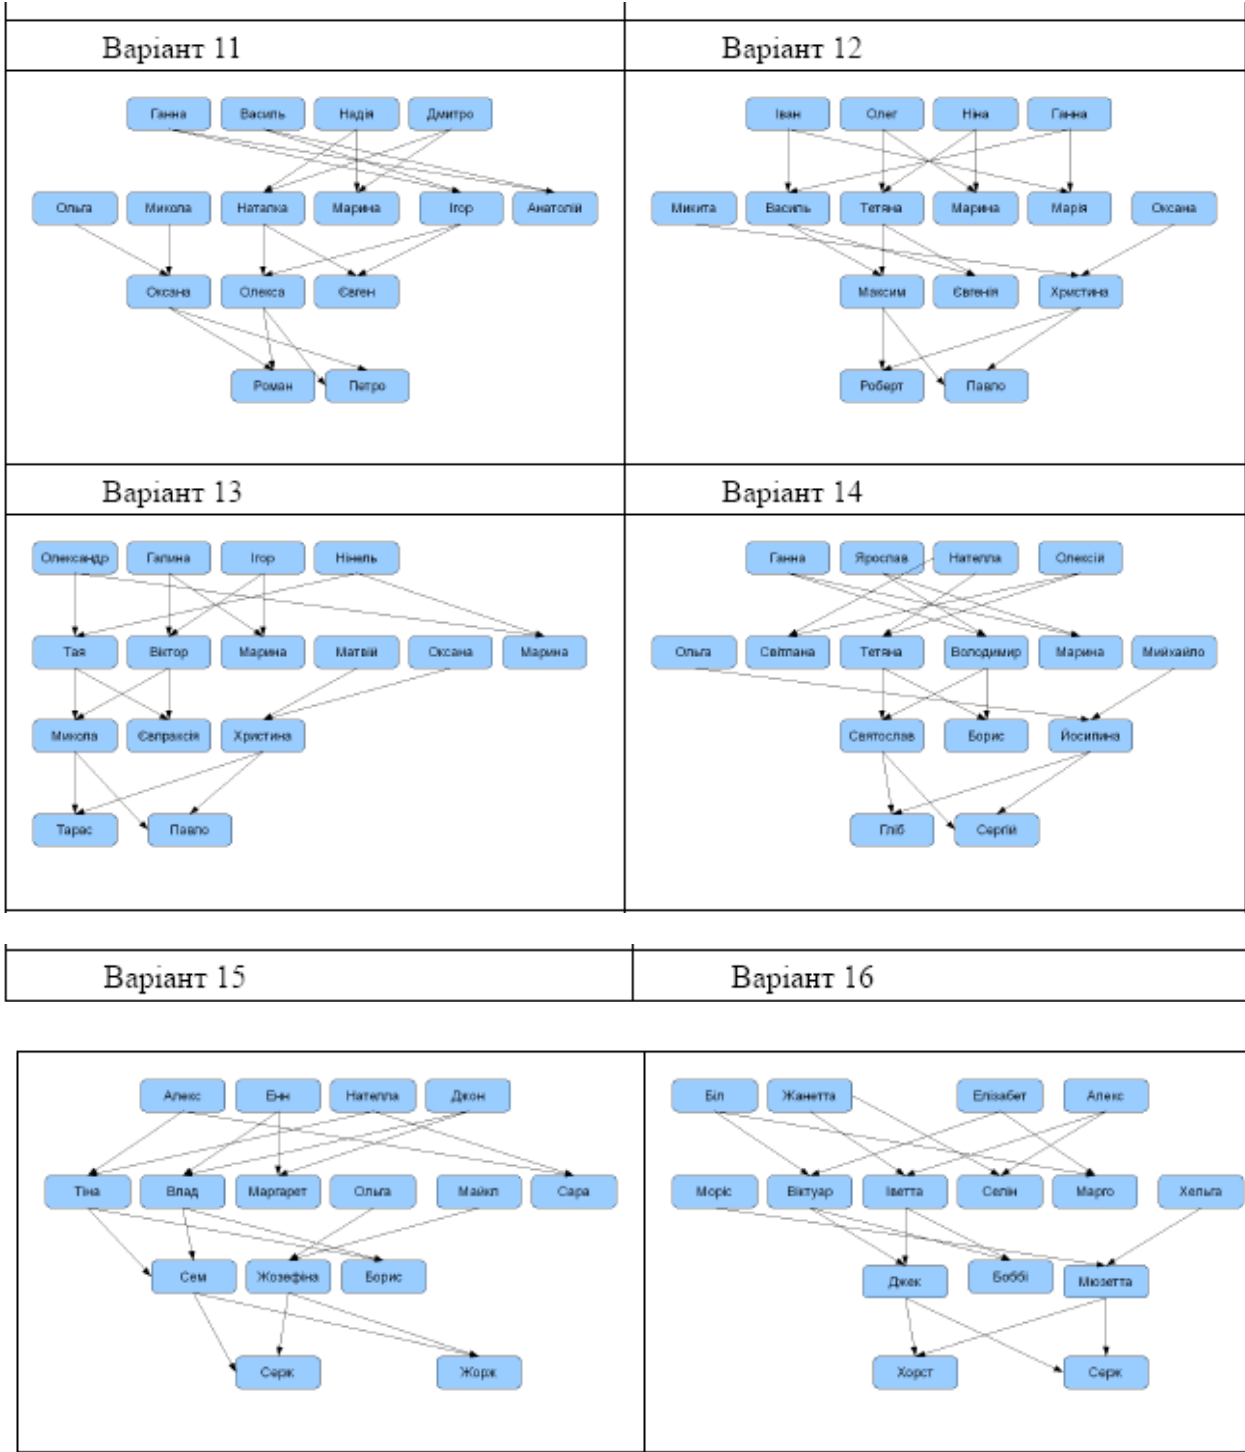 Варіант 11
Варіант 12
Ганна Василь Надія Дмитро
Ольга Микола Наталка Марина Ігор Анатолій
Оксана Олекса Євген
Роман Петро
Іван Олег Ніна Ганна
Микита Василь Тетяна Марина Марія Оксана
Максим Євгенія Христина
Роберт Павло
Варіант 13
Варіант 14
Олександр Галина Ігор Нінель
Тая Віктор Марина Матвій Оксана Марина
Микола Євпраксія Христина
Тарас Павло
Ганна Ярослав Нателла Олексій
Ольга Світлана Тетяна Володимир Марина Мийхайло
Святослав Борис Йосипина
Гліб Сергій
Варіант 15
Варіант 16
Алекс Енн Нателла Джон
Тіна Влад Маргарет Ольга Майкл Сара
Сем Жозефіна Борис
Серж Жорж
Біл Жанетта Елізабет Алекс
Моріс Віктуар Іветта Селін Марго Хельга
Джек Боббі Мюзетта
Хорст Серж